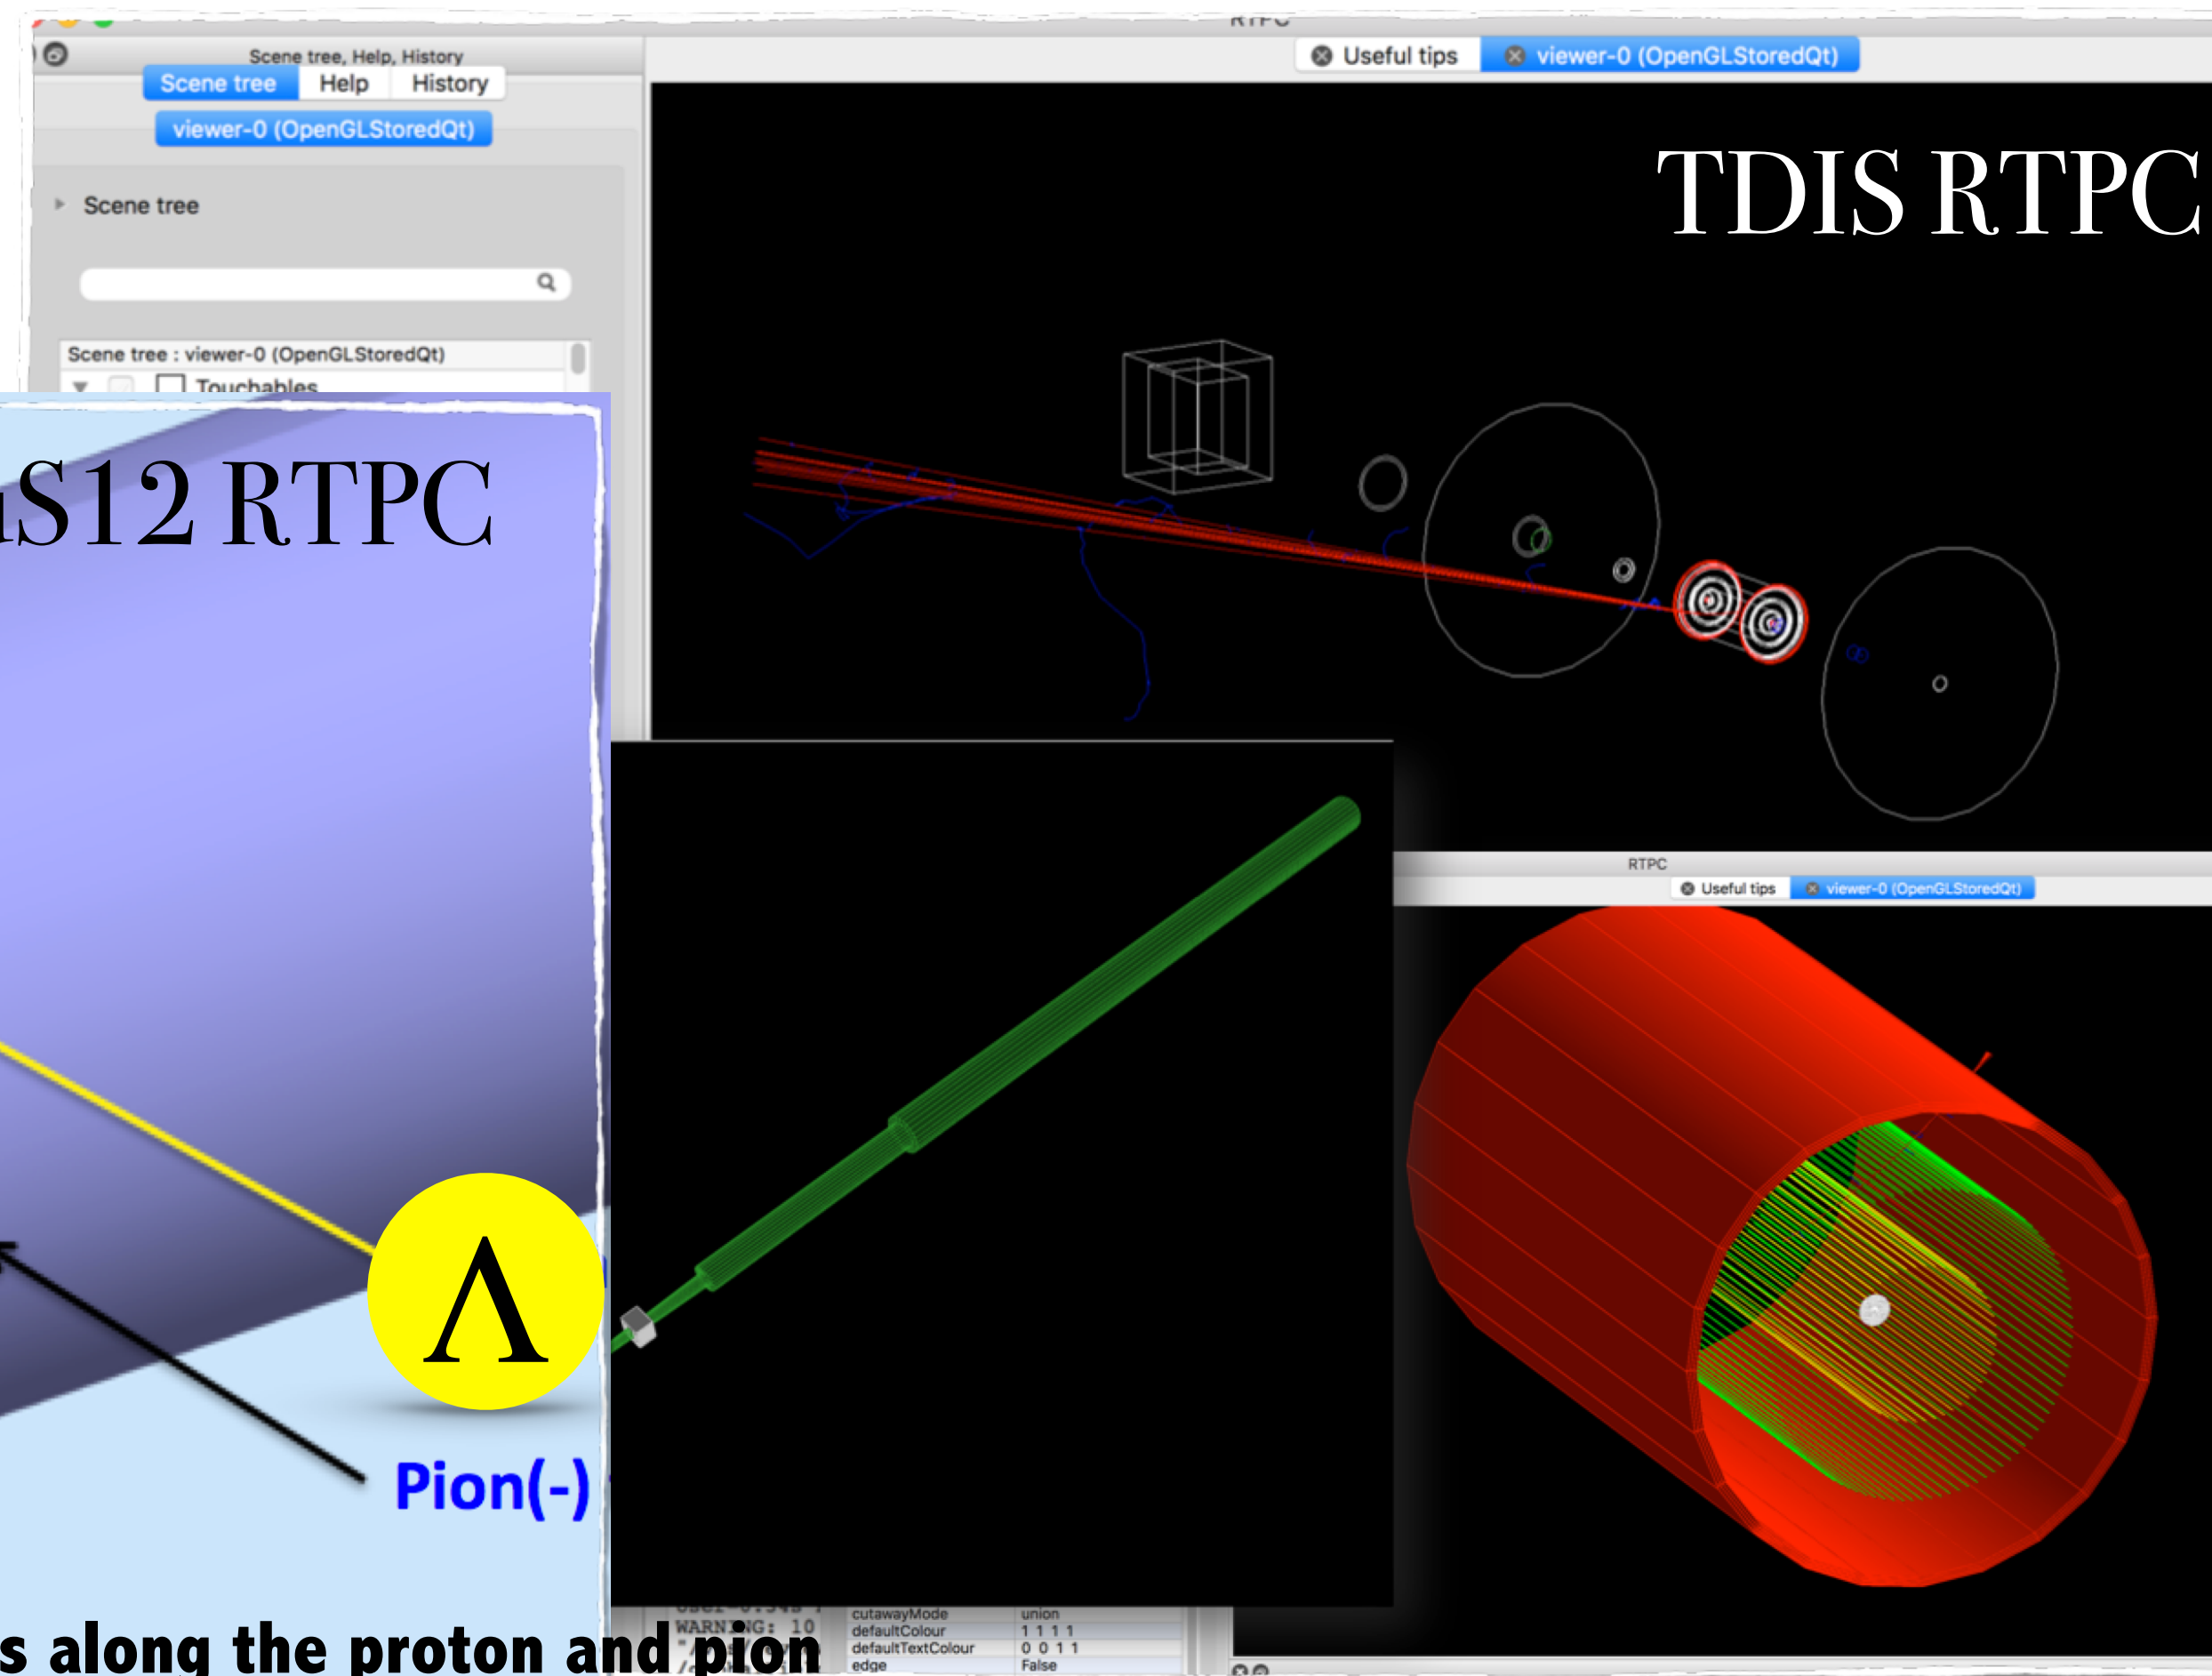 RTPC
Scene tree, Help, History
Scene tree Help History
viewer-0 (OpenGLStoredQt)
Useful tips viewer-0 (OpenGLStoredQt)
Scene tree
Scene tree : viewer-0 (OpenGLStoredQt)
Touchables
TDIS RTPC
S12 RTPC
RTPC
Useful tips viewer-0 (OpenGLStoredQt)
Λ
Pion(-)
WARNING: 10
cutawayMode union
defaultColour 1 1 1 1
defaultTextColour 0 0 1 1
edge False
s along the proton and pion